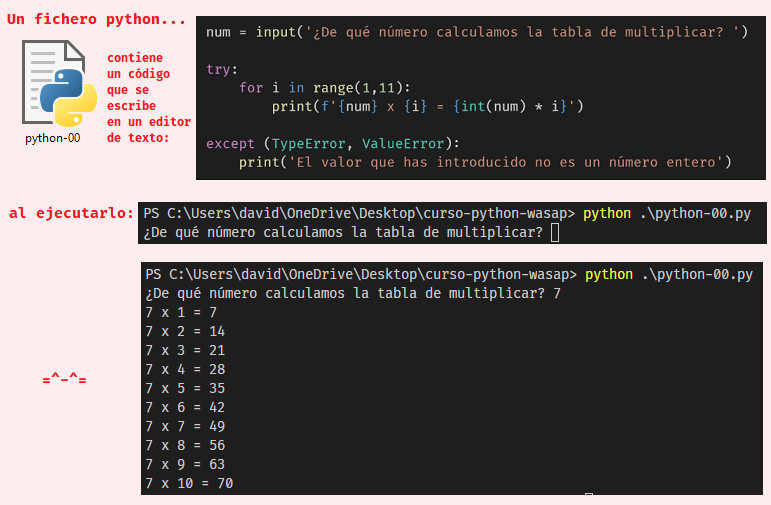 Un fichero python...
python-00
contiene
un código
que se
escribe
en un editor
de texto:
num = input('¿De qué número calculamos la tabla de multiplicar? ')
try:
    for i in range(1,11):
        print(f'{num} x {i} = {int(num) * i}')
except (TypeError, ValueError):
    print('El valor que has introducido no es un número entero')
al ejecutarlo:
PS C:\Users\david\OneDrive\Desktop\curso-python-wasap> python .\python-00.py
¿De qué número calculamos la tabla de multiplicar?
=^-^=
PS C:\Users\david\OneDrive\Desktop\curso-python-wasap> python .\python-00.py
¿De qué número calculamos la tabla de multiplicar? 7
7 x 1 = 7
7 x 2 = 14
7 x 3 = 21
7 x 4 = 28
7 x 5 = 35
7 x 6 = 42
7 x 7 = 49
7 x 8 = 56
7 x 9 = 63
7 x 10 = 70